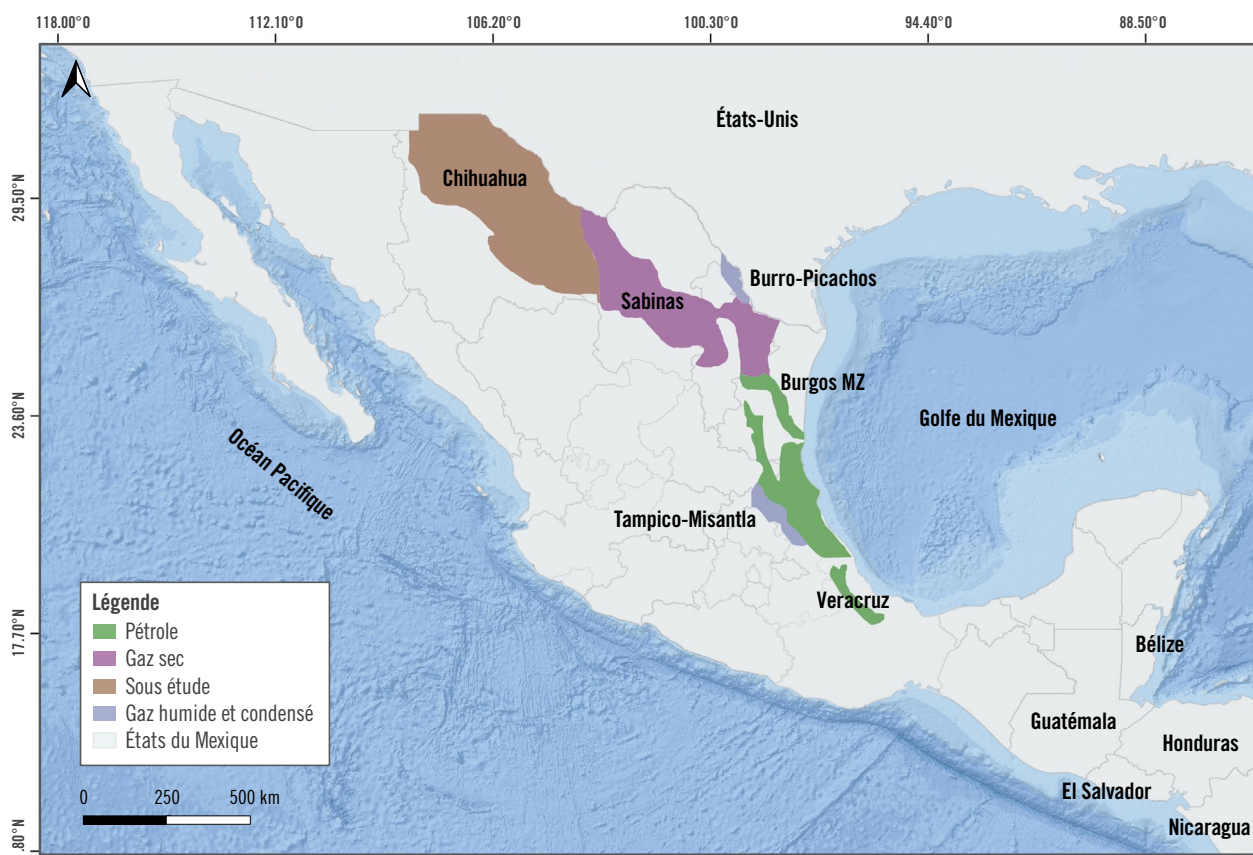 118.00°O 112.10°O 106.20°O 100.30°O 94.40°O 88.50°O
États-Unis
Chihuahua
29.50°N
Burro-Picachos
Sabinas
Burgos MZ
23.60°N
Golfe du Mexique
Océan Pacifique
Tampico-Misantla
Veracruz
17.70°N
Légende
Pétrole
Gaz sec
Sous étude
Gaz humide et condensé
États du Mexique
Bélize
Guatémala
Honduras
El Salvador
Nicaragua
0 250 500 km
.80°N